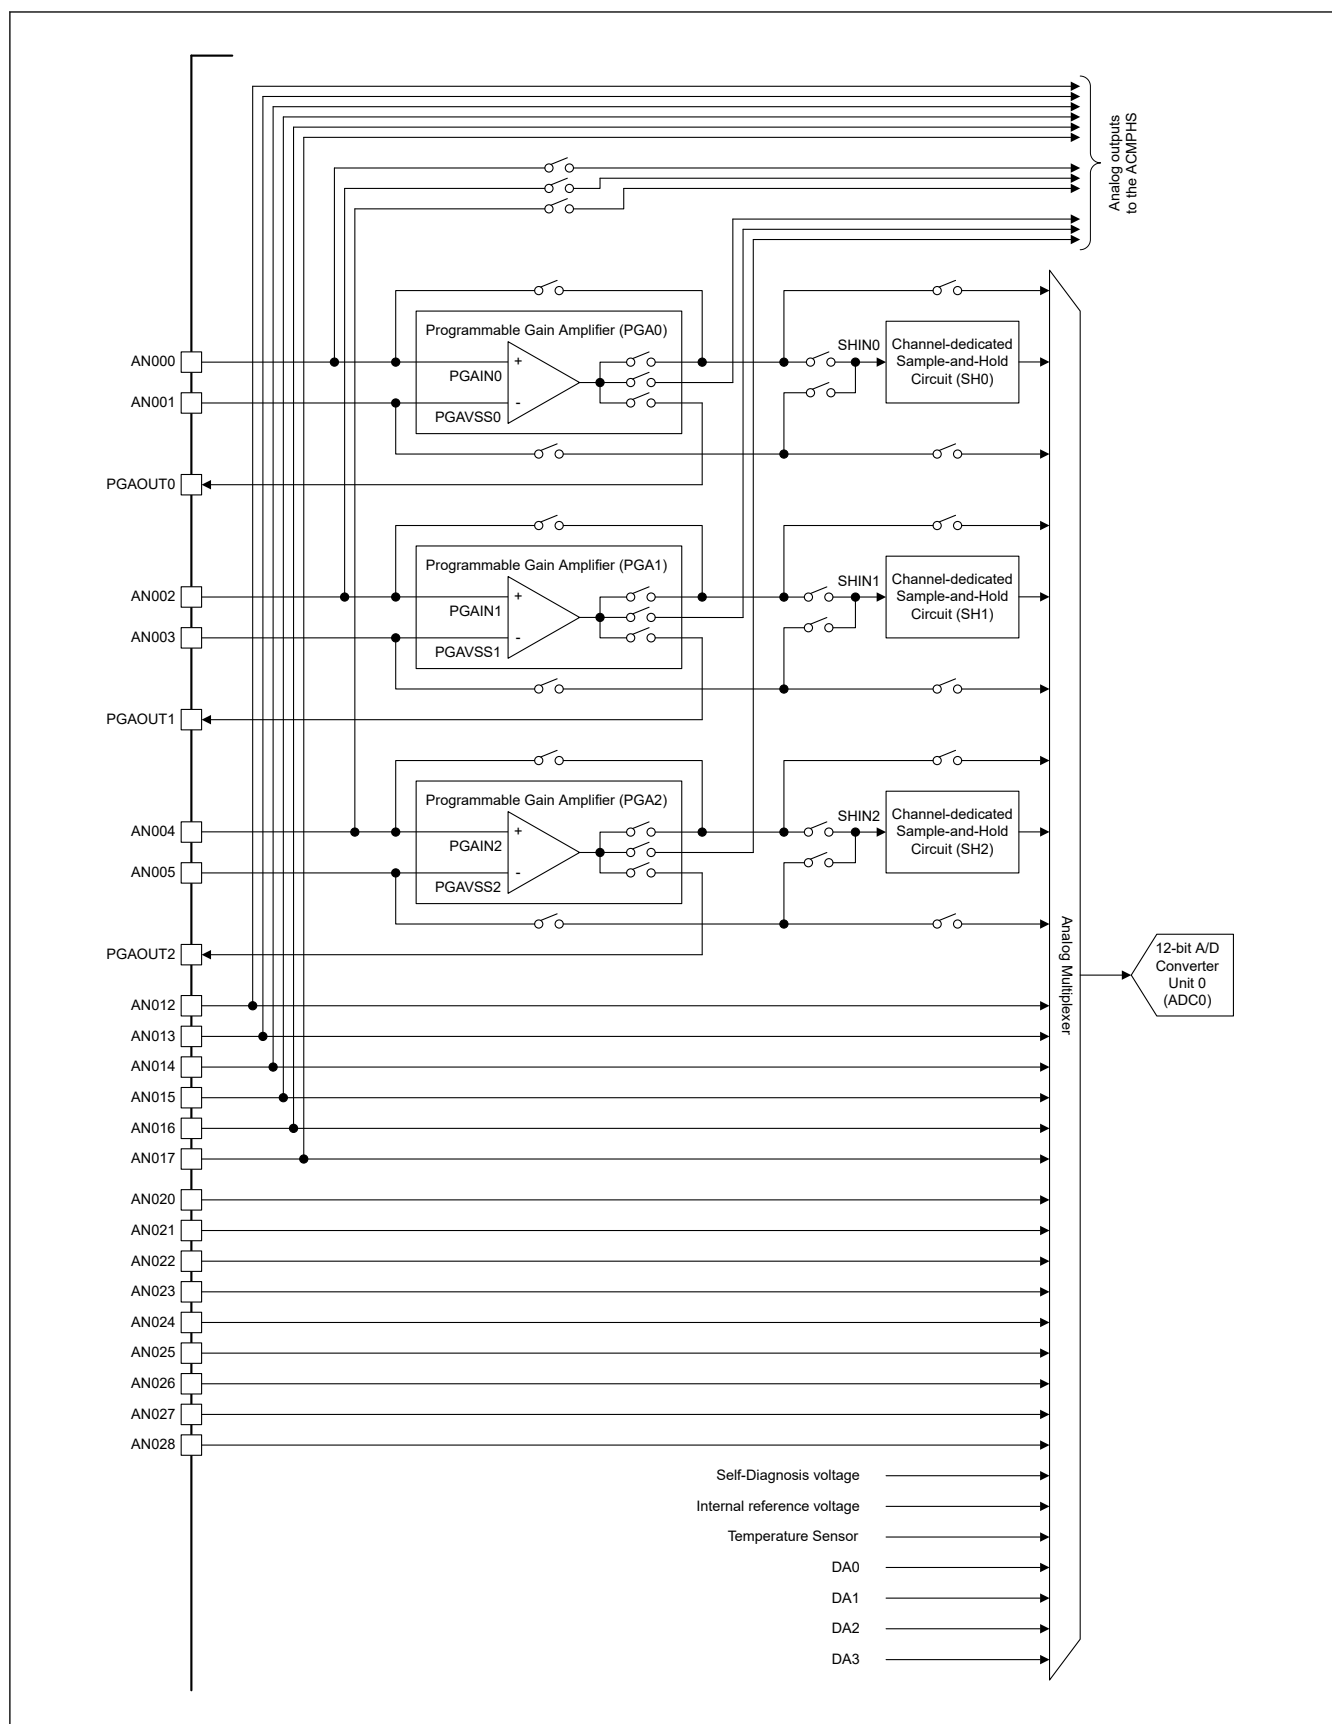 Analog outputs
to the ACMPHS
Programmable Gain Amplifier (PGA0)
AN000
+
PGAIN0
SHIN0
Channel-dedicated
Sample-and-Hold
Circuit (SH0)
AN001
-
PGAVSS0
PGAOUT0
Programmable Gain Amplifier (PGA1)
AN002
+
PGAIN1
SHIN1
Channel-dedicated
Sample-and-Hold
Circuit (SH1)
AN003
-
PGAVSS1
PGAOUT1
Programmable Gain Amplifier (PGA2)
AN004
+
PGAIN2
SHIN2
Channel-dedicated
Sample-and-Hold
Circuit (SH2)
AN005
-
PGAVSS2
PGAOUT2
Analog Multiplexer
12-bit A/D
Converter
Unit 0
(ADC0)
AN012
AN013
AN014
AN015
AN016
AN017
AN020
AN021
AN022
AN023
AN024
AN025
AN026
AN027
AN028
Self-Diagnosis voltage
Internal reference voltage
Temperature Sensor
DA0
DA1
DA2
DA3